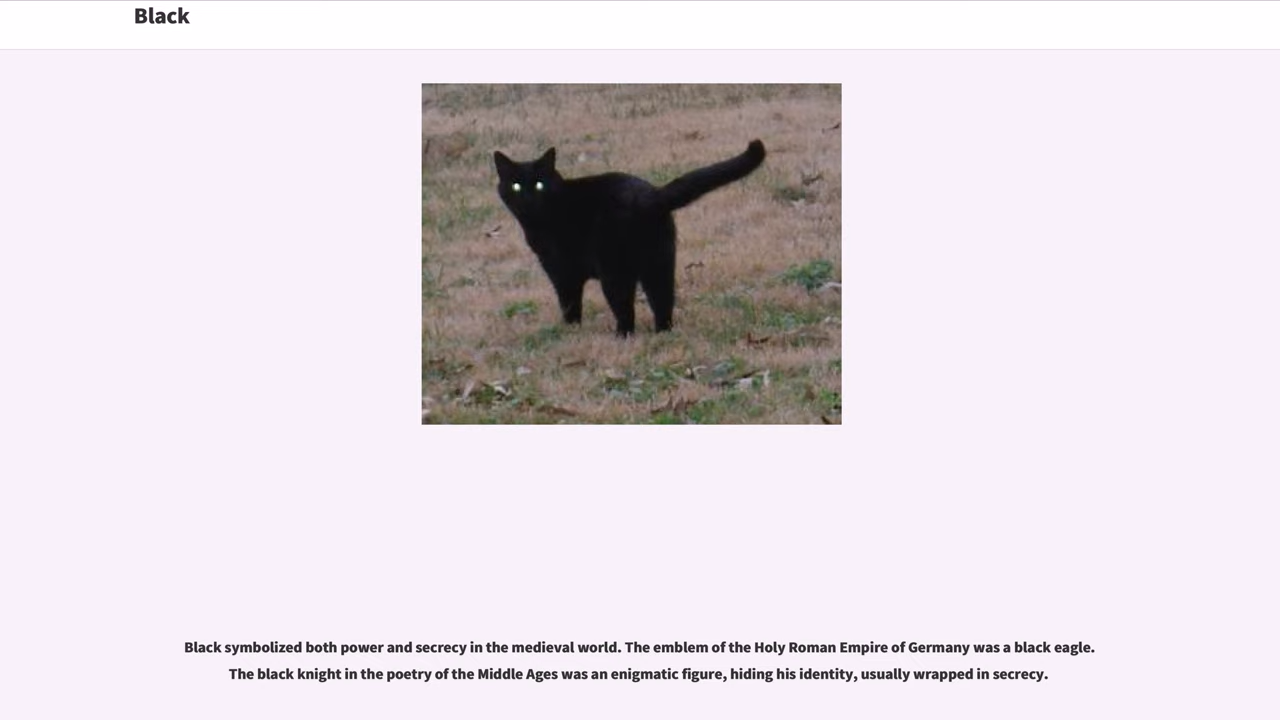 Black
Black symbolized both power and secrecy in the medieval world. The emblem of the Holy Roman Empire of Germany was a black eagle.
The black knight in the poetry of the Middle Ages was an enigmatic figure, hiding his identity, usually wrapped in secrecy.